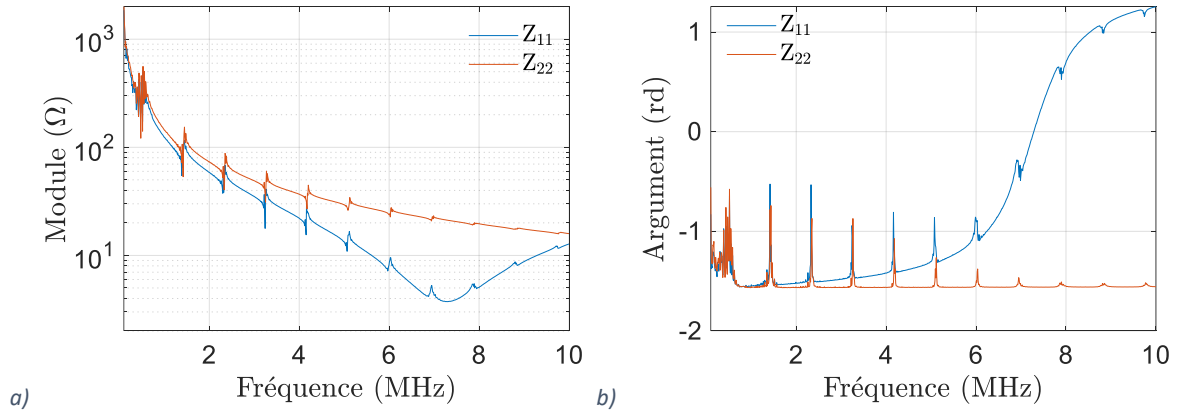 10³
10²
10¹
Module (Ω)
Z₁₁
Z₂₂
2
4
6
8
10
Fréquence (MHz)
a)
1
0
-1
-2
Argument (rd)
Z₁₁
Z₂₂
2
4
6
8
10
Fréquence (MHz)
b)